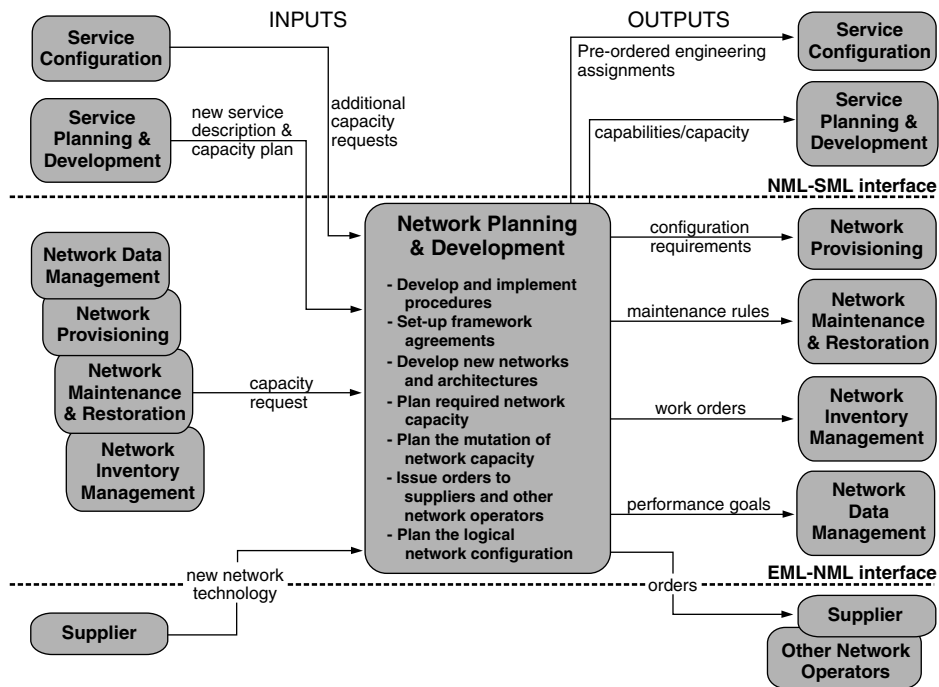 INPUTS
OUTPUTS
Service
Configuration
Service
Planning &
Development
new service
description &
capacity plan
additional
capacity
requests
Pre-ordered engineering
assignments
capabilities/capacity
Service
Configuration
Service
Planning &
Development
NML-SML interface
Network Data
Management
Network
Provisioning
Network
Maintenance
& Restoration
Network
Inventory
Management
capacity
request
Network Planning
& Development
- Develop and implement
procedures
- Set-up framework
agreements
- Develop new networks
and architectures
- Plan required network
capacity
- Plan the mutation of
network capacity
- Issue orders to
suppliers and other
network operators
- Plan the logical
network configuration
configuration
requirements
Network
Provisioning
maintenance rules
Network
Maintenance
& Restoration
work orders
Network
Inventory
Management
performance goals
Network
Data
Management
EML-NML interface
new network
technology
Supplier
orders
Supplier
Other Network
Operators